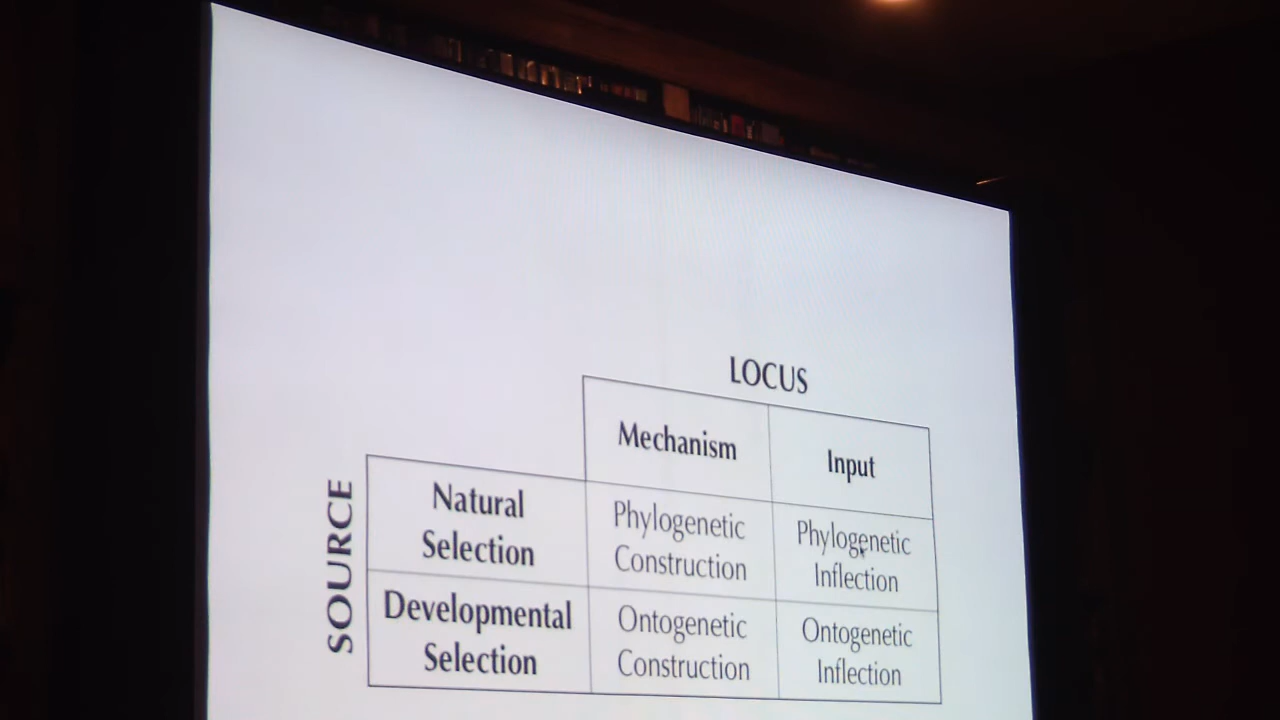 LOCUS
Mechanism
Input
SOURCE
Natural
Selection
Phylogenetic
Construction
Phylogenetic
Inflection
Developmental
Selection
Ontogenetic
Construction
Ontogenetic
Inflection